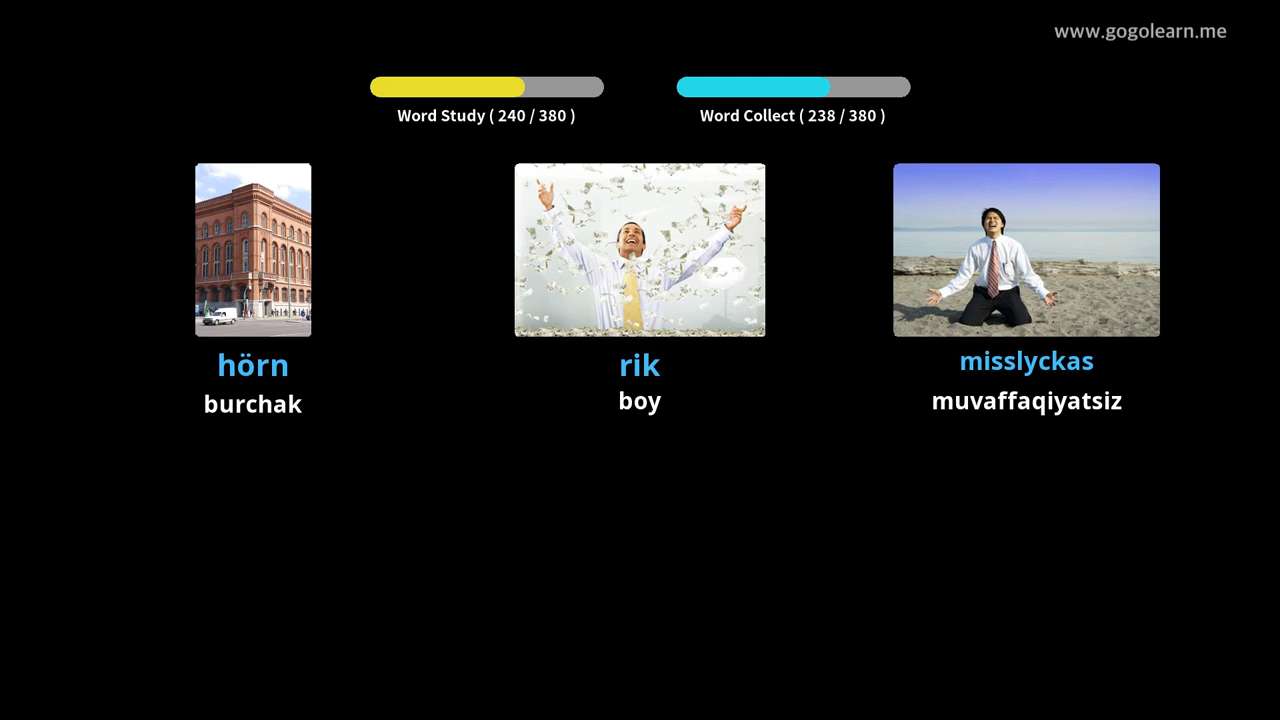 www.gogolearn.me
Word Study ( 240 / 380 )
Word Collect ( 238 / 380 )
hörn
burchak
rik
boy
misslyckas
muvaffaqiyatsiz